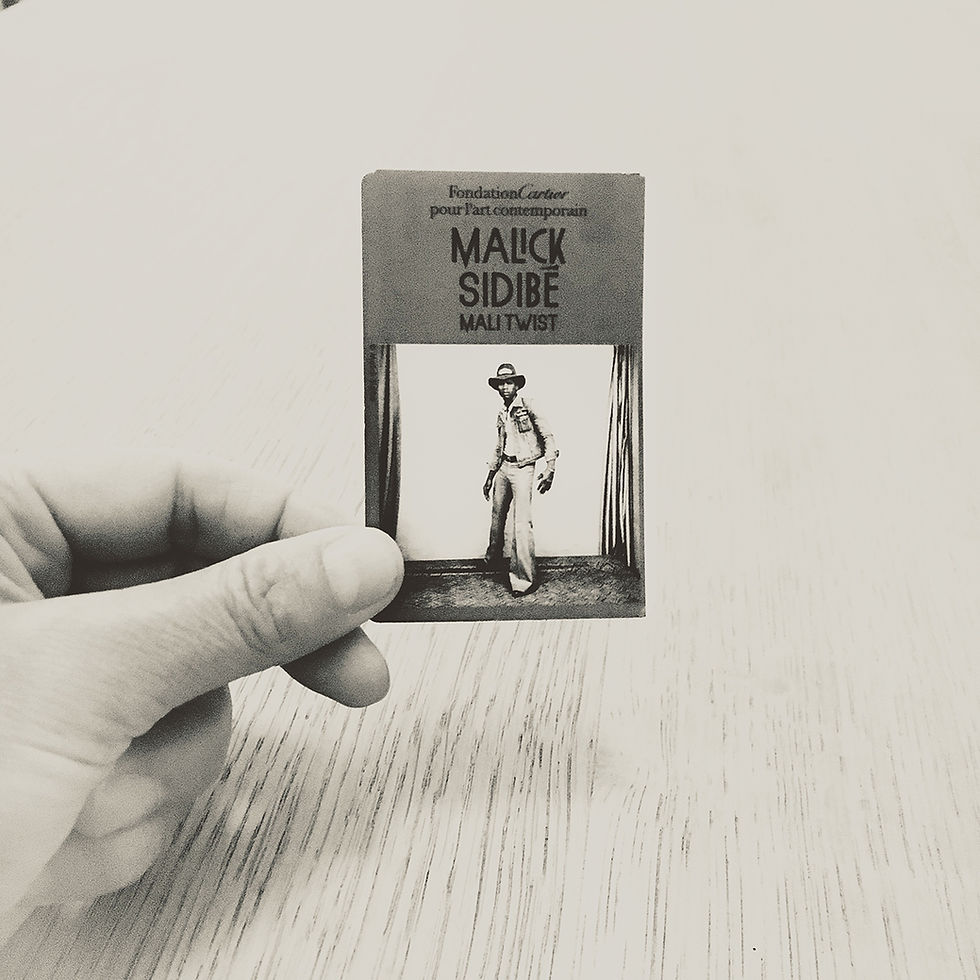 Fondation Cartier
pour l'art contemporain
MALICK
SIDIBÉ
MALI TWIST